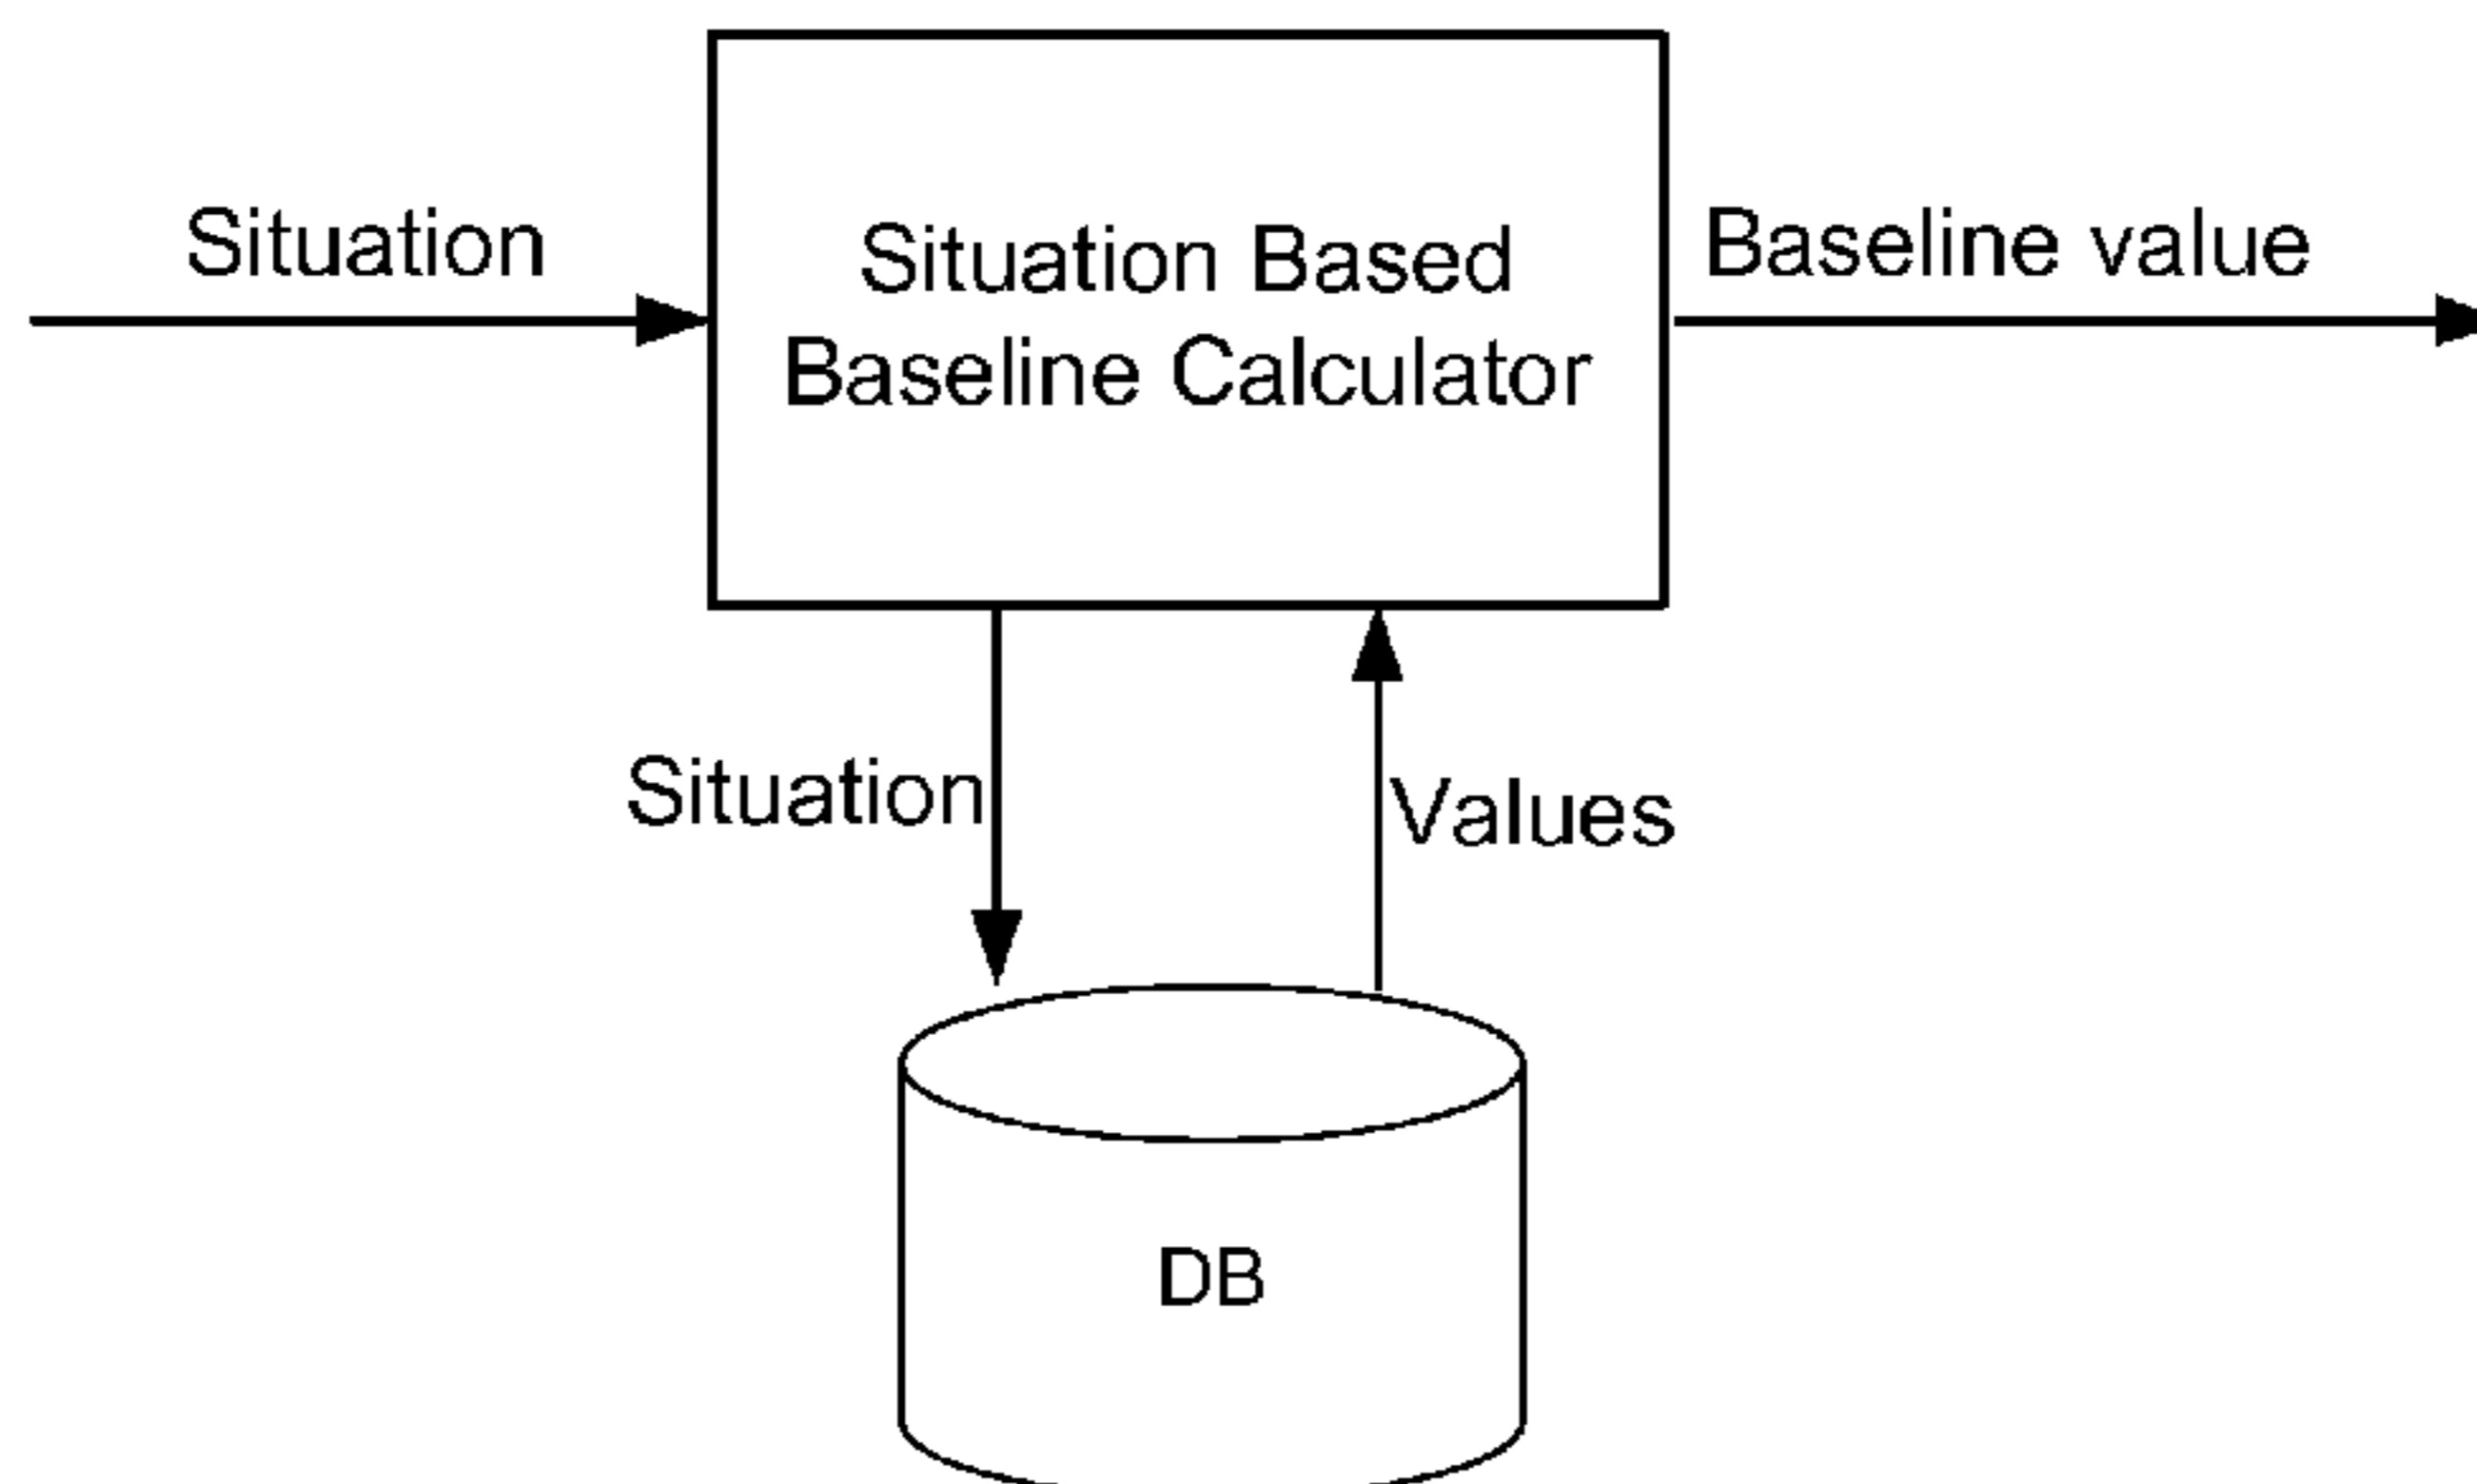 Situation
Situation Based
Baseline Calculator
Baseline value
Situation
Values
DB